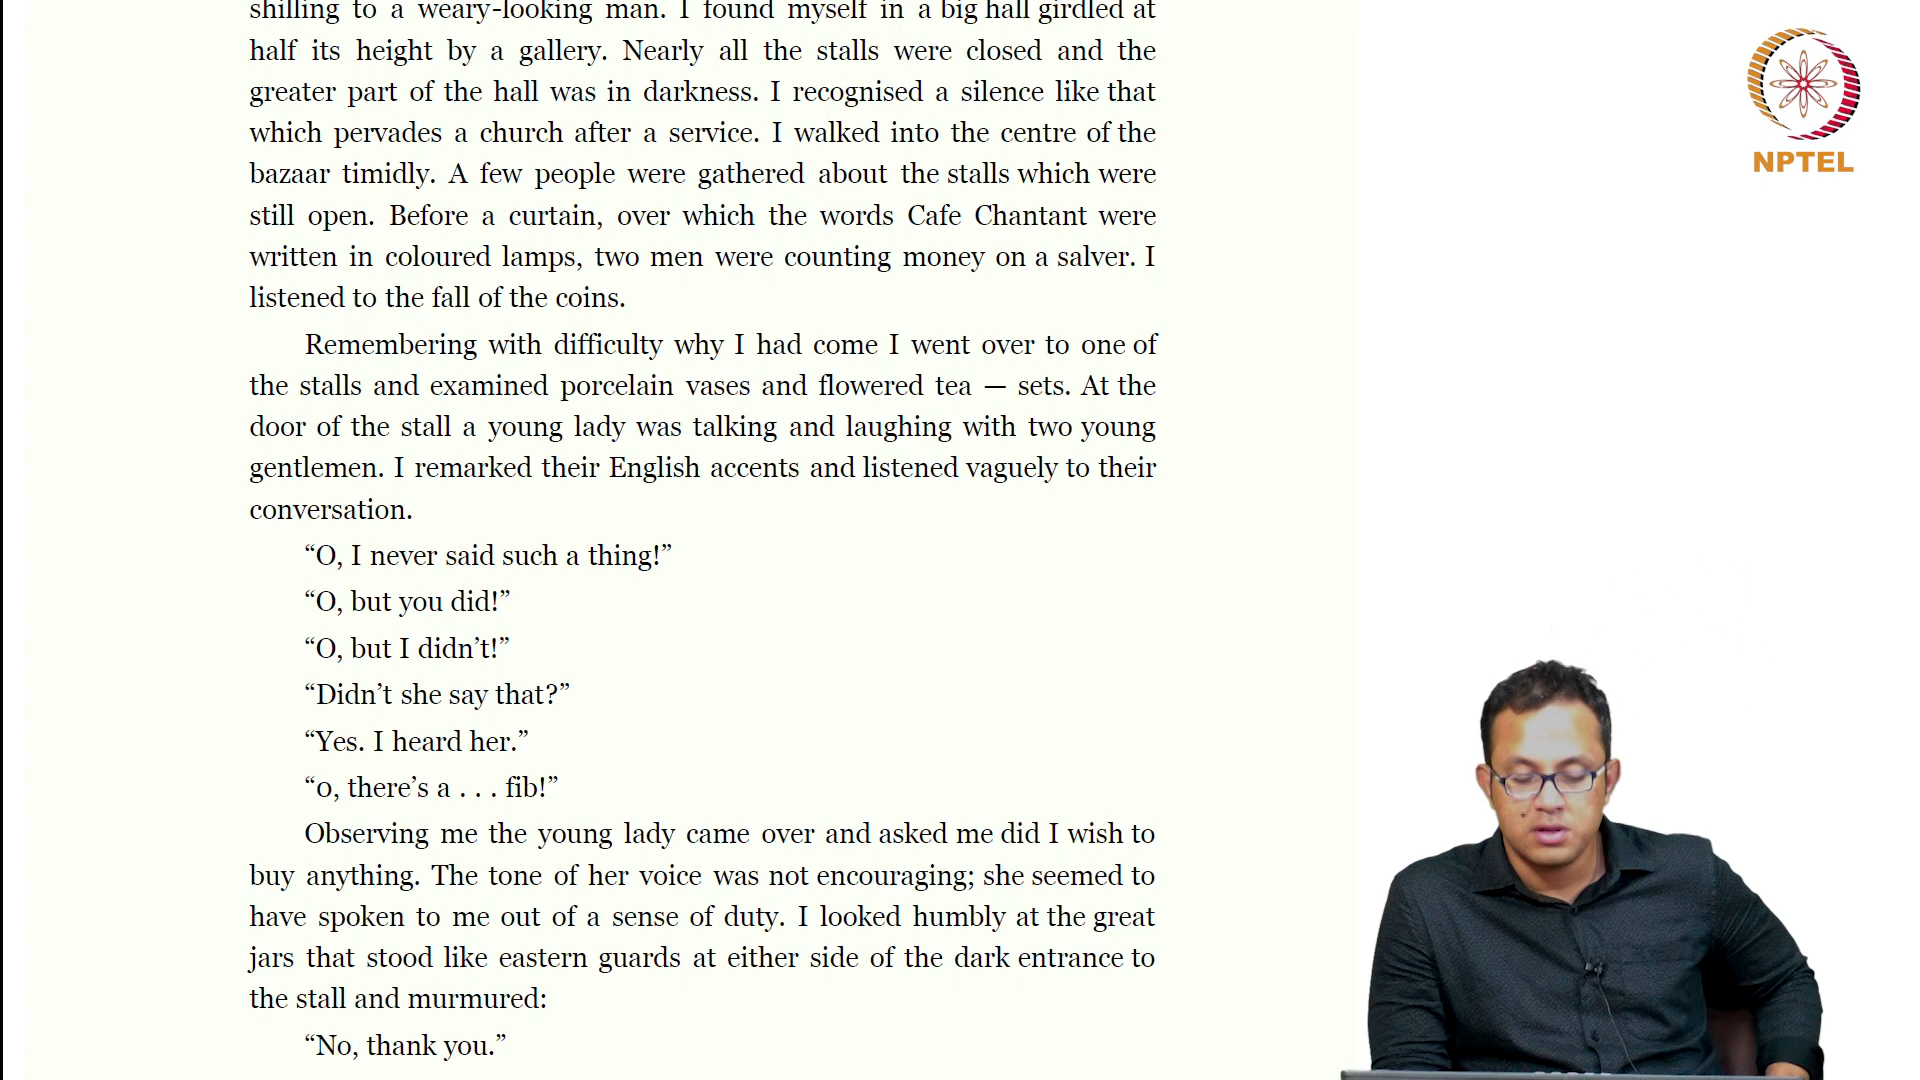 shilling to a weary-looking man. I found myself in a big hall girdled at
half its height by a gallery. Nearly all the stalls were closed and the
greater part of the hall was in darkness. I recognised a silence like that
which pervades a church after a service. I walked into the centre of the
bazaar timidly. A few people were gathered about the stalls which were
still open. Before a curtain, over which the words Cafe Chantant were
written in coloured lamps, two men were counting money on a salver. I
listened to the fall of the coins.
Remembering with difficulty why I had come I went over to one of
the stalls and examined porcelain vases and flowered tea — sets. At the
door of the stall a young lady was talking and laughing with two young
gentlemen. I remarked their English accents and listened vaguely to their
conversation.
“O, I never said such a thing!”
“O, but you did!”
“O, but I didn’t!”
“Didn’t she say that?”
“Yes. I heard her.”
“o, there’s a . . . fib!”
Observing me the young lady came over and asked me did I wish to
buy anything. The tone of her voice was not encouraging; she seemed to
have spoken to me out of a sense of duty. I looked humbly at the great
jars that stood like eastern guards at either side of the dark entrance to
the stall and murmured:
“No, thank you.”
NPTEL